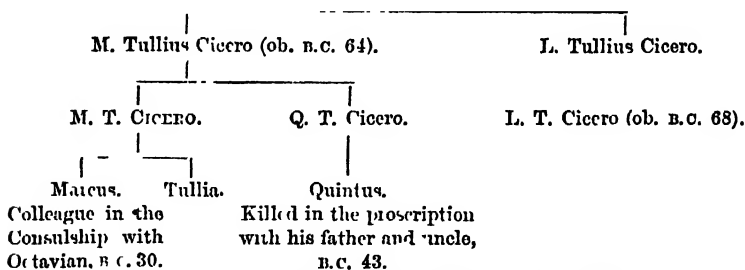 M. Tullius Cicero (ob. B.C. 64). L. Tullius Cicero.
M. T. CICERO. Q. T. Cicero. L. T. Cicero (ob. B.C. 68).
Marcus. Tullia. Quintus.
Colleague in the Killed in the proscription
Consulship with with his father and uncle,
Octavian, B.C. 30. B.C. 43.